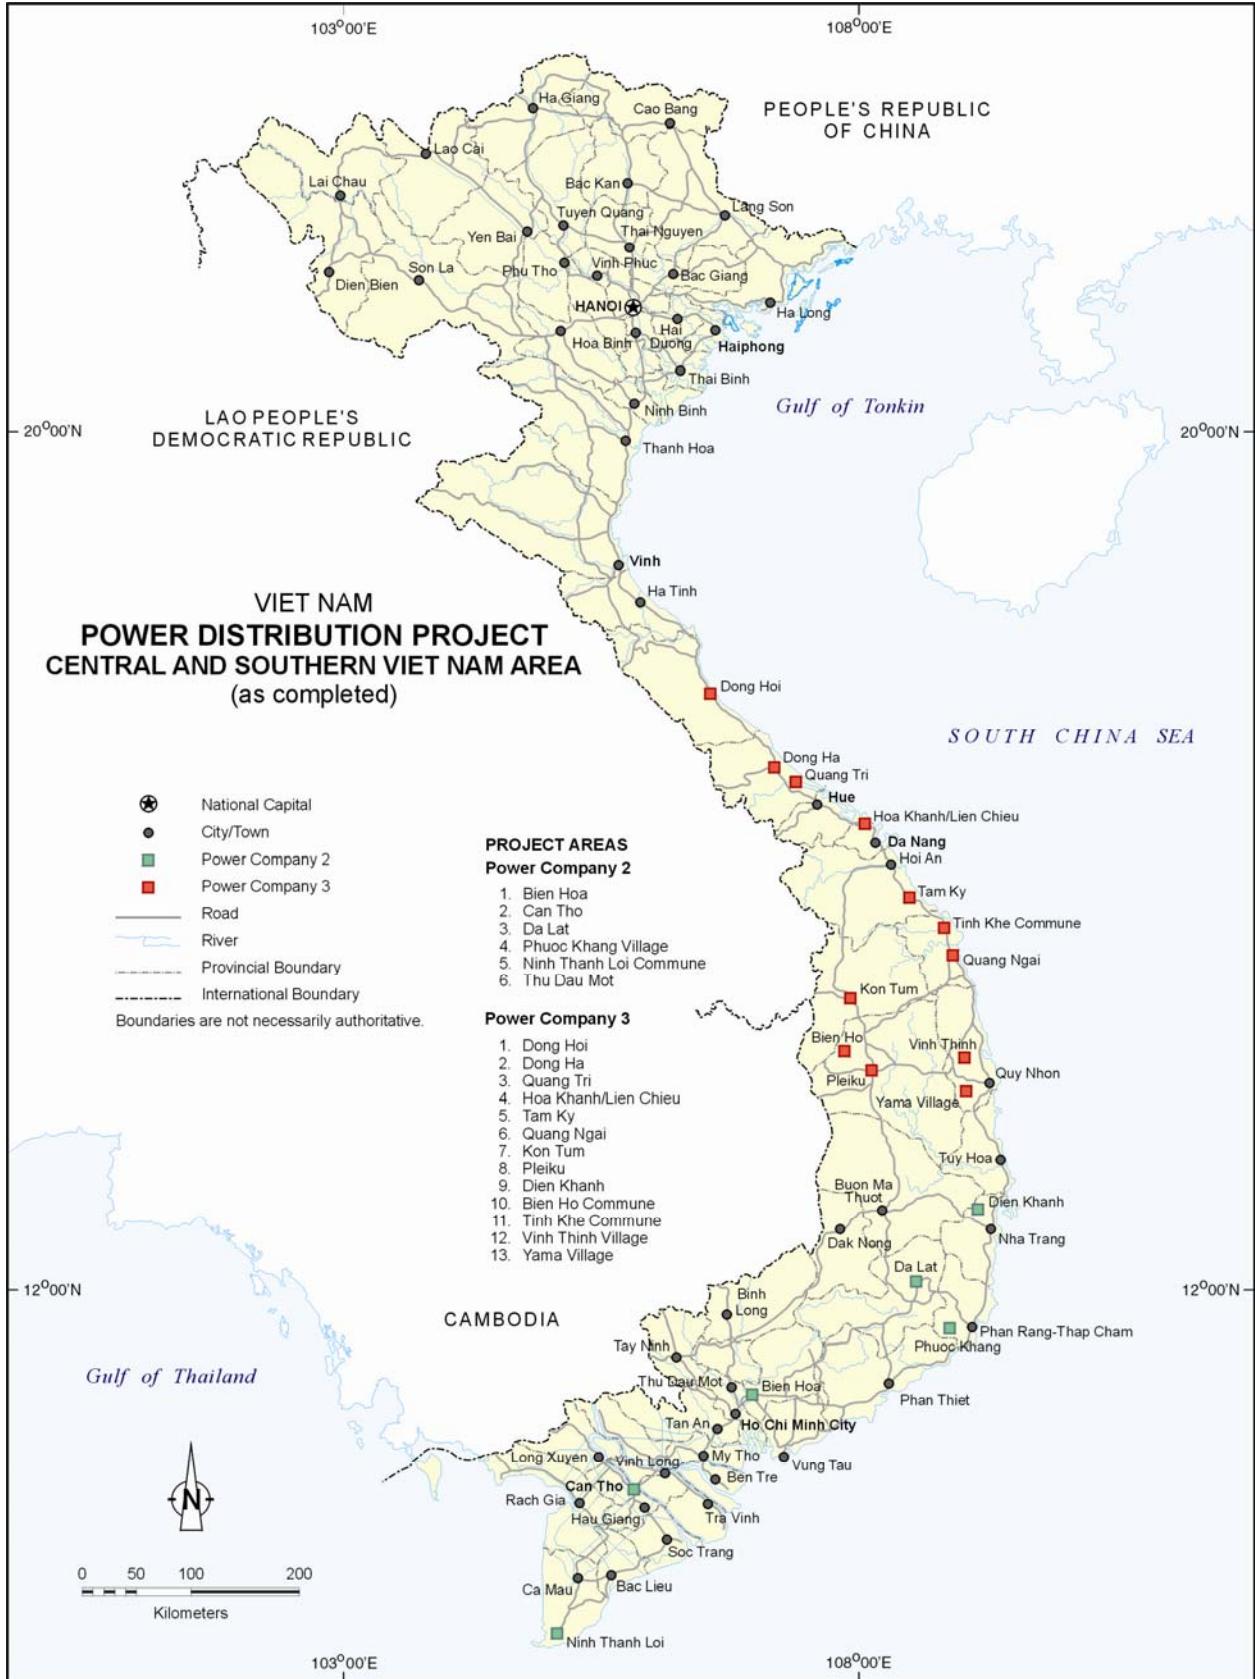 103°00'E
108°00'E
Ha Giang
Cao Bang
PEOPLE'S REPUBLIC
OF CHINA
Lao Cai
Lai Chau
Bac Kan
Lang Son
Tuyen Quang
Yen Bai
Thai Nguyen
Son La
Phu Tho
Vinh Phuc
Bac Giang
Dien Bien
HANOI
Ha Long
Hoa Binh
Hai
Duong
Haiphong
Thai Binh
Ninh Binh
Gulf of Tonkin
LAO PEOPLE'S
DEMOCRATIC REPUBLIC
20°00'N
20°00'N
Thanh Hoa
Vinh
Ha Tinh
VIET NAM
POWER DISTRIBUTION PROJECT
CENTRAL AND SOUTHERN VIET NAM AREA
(as completed)
Dong Hoi
SOUTH CHINA SEA
Dong Ha
Quang Tri
Hue
Hoa Khanh/Lien Chieu
Da Nang
Hoi An
Tam Ky
Tinh Khe Commune
Quang Ngai
Kon Tum
Bien Ho
Vinh Thinh
Pleiku
Quy Nhon
Yama Village
National Capital
City/Town
Power Company 2
Power Company 3
Road
River
Provincial Boundary
International Boundary
Boundaries are not necessarily authoritative.
PROJECT AREAS
Power Company 2
1. Bien Hoa
2. Can Tho
3. Da Lat
4. Phuoc Khang Village
5. Ninh Thanh Loi Commune
6. Thu Dau Mot
Power Company 3
1. Dong Hoi
2. Dong Ha
3. Quang Tri
4. Hoa Khanh/Lien Chieu
5. Tam Ky
6. Quang Ngai
7. Kon Tum
8. Pleiku
9. Dien Khanh
10. Bien Ho Commune
11. Tinh Khe Commune
12. Vinh Thinh Village
13. Yama Village
Tuy Hoa
Buon Ma
Thuot
Dien Khanh
Dak Nong
Nha Trang
Da Lat
12°00'N
12°00'N
Binh
Long
CAMBODIA
Phan Rang-Thap Cham
Phuoc Khang
Tay Ninh
Gulf of Thailand
Thu Dau Mot
Bien Hoa
Phan Thiet
Tan An
Ho Chi Minh City
Long Xuyen
Vinh Long
My Tho
Vung Tau
Ben Tre
Can Tho
Rach Gia
Hau Giang
Tra Vinh
Soc Trang
N
Ca Mau
Bac Lieu
Ninh Thanh Loi
0 50 100 200
Kilometers
103°00'E
108°00'E